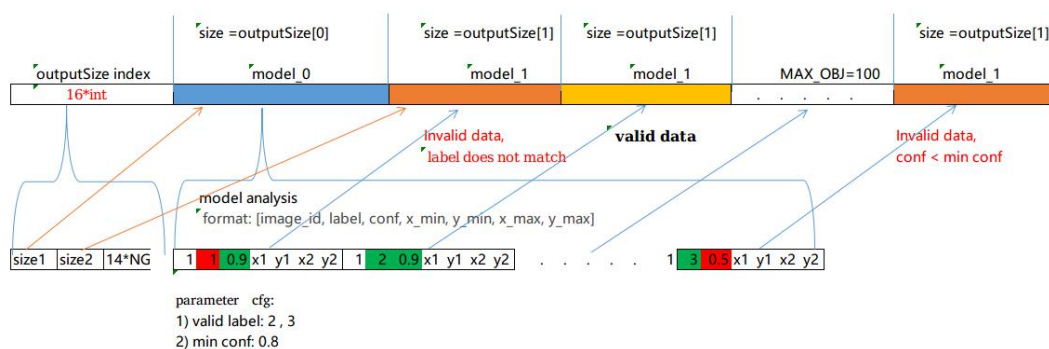 size =outputSize[0] size =outputSize[1] size =outputSize[1] size =outputSize[1]
outputSize index model_0 model_1 model_1 MAX_OBJ=100 model_1
16*int . . . . .
Invalid data, valid data Invalid data,
label does not match conf < min conf
model analysis
format: [image_id, label, conf, x_min, y_min, x_max, y_max]
size1 size2 14*NG 1 1 0.9 x1 y1 x2 y2 1 2 0.9 x1 y1 x2 y2 . . . . . 1 3 0.5 x1 y1 x2 y2
parameter cfg:
1) valid label: 2 , 3
2) min conf: 0.8